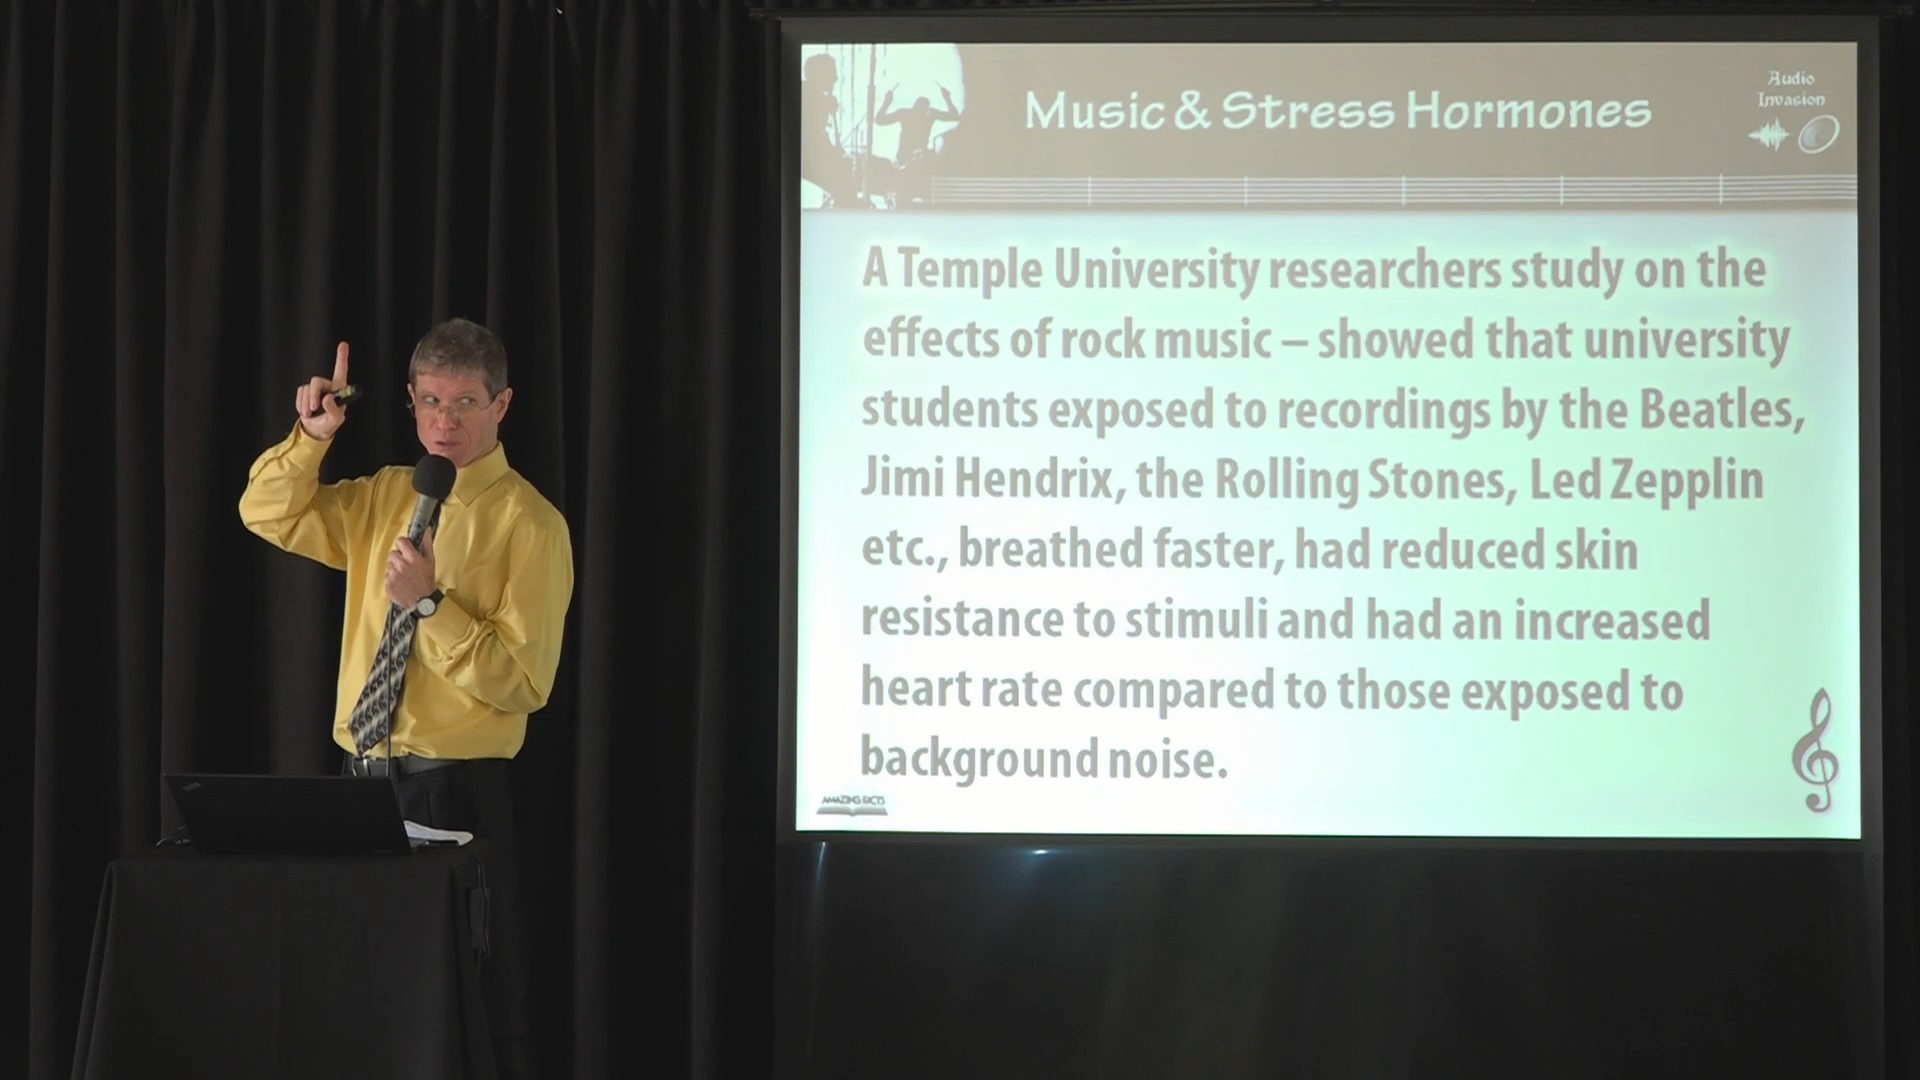 Music & Stress Hormones
Audio
Invasion
A Temple University researchers study on the
effects of rock music – showed that university
students exposed to recordings by the Beatles,
Jimi Hendrix, the Rolling Stones, Led Zepplin
etc., breathed faster, had reduced skin
resistance to stimuli and had an increased
heart rate compared to those exposed to
background noise.
AMAZING FACTS